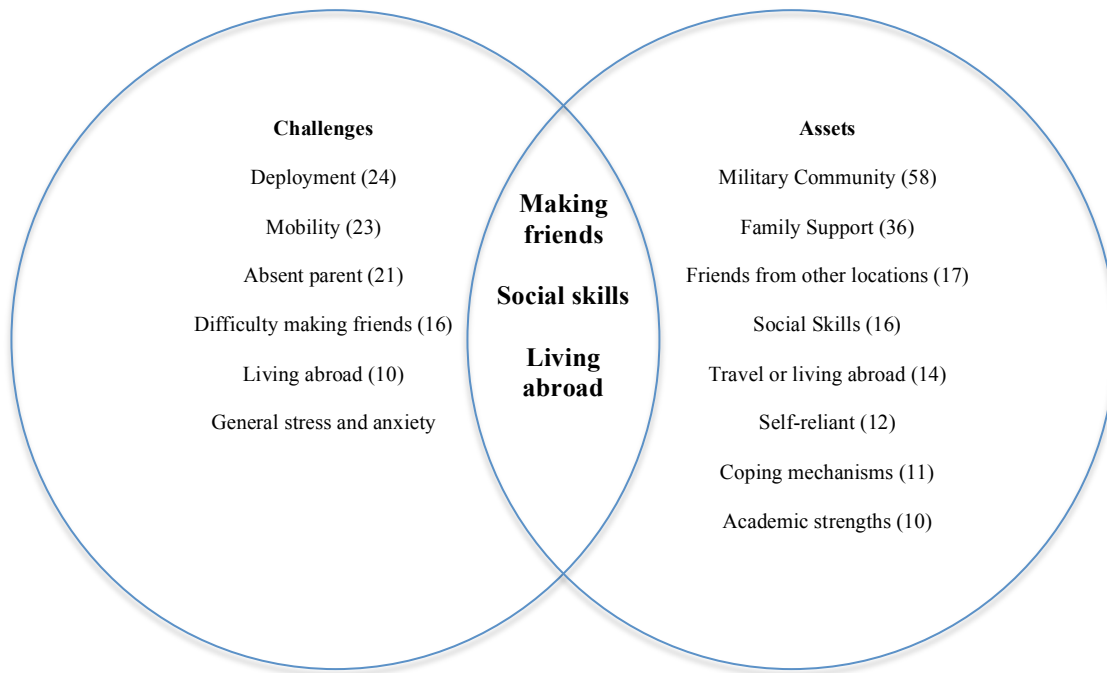 Challenges
Deployment (24)
Mobility (23)
Absent parent (21)
Difficulty making friends (16)
Living abroad (10)
General stress and anxiety
Making
friends
Social skills
Living
abroad
Assets
Military Community (58)
Family Support (36)
Friends from other locations (17)
Social Skills (16)
Travel or living abroad (14)
Self-reliant (12)
Coping mechanisms (11)
Academic strengths (10)